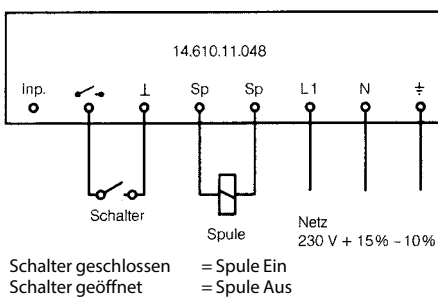 14.610.11.048
Inp. ⊥ Sp Sp L1 N ⏚
Schalter
Spule
Netz
230 V + 15% – 10%
Schalter geschlossen = Spule Ein
Schalter geöffnet = Spule Aus